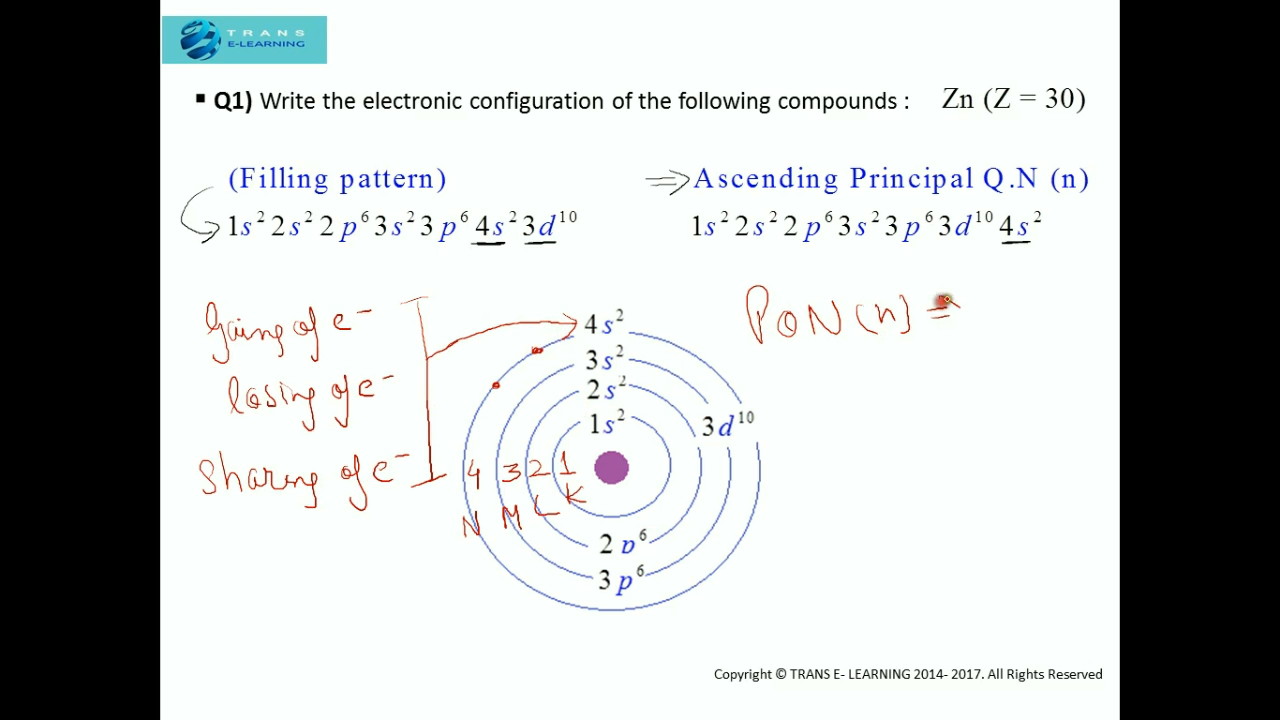 TRANS
E-LEARNING
▪ Q1) Write the electronic configuration of the following compounds : Zn (Z = 30)
(Filling pattern)
1s² 2s² 2p⁶ 3s² 3p⁶ 4s² 3d¹⁰
⇒ Ascending Principal Q.N (n)
1s² 2s² 2p⁶ 3s² 3p⁶ 3d¹⁰ 4s²
Gaing of e⁻
losing of e⁻
Sharing of e⁻
4s²
3s²
2s²
1s²
3d¹⁰
4 3 2 1
N M L K
2p⁶
3p⁶
PQN (n) =
Copyright © TRANS E- LEARNING 2014- 2017. All Rights Reserved